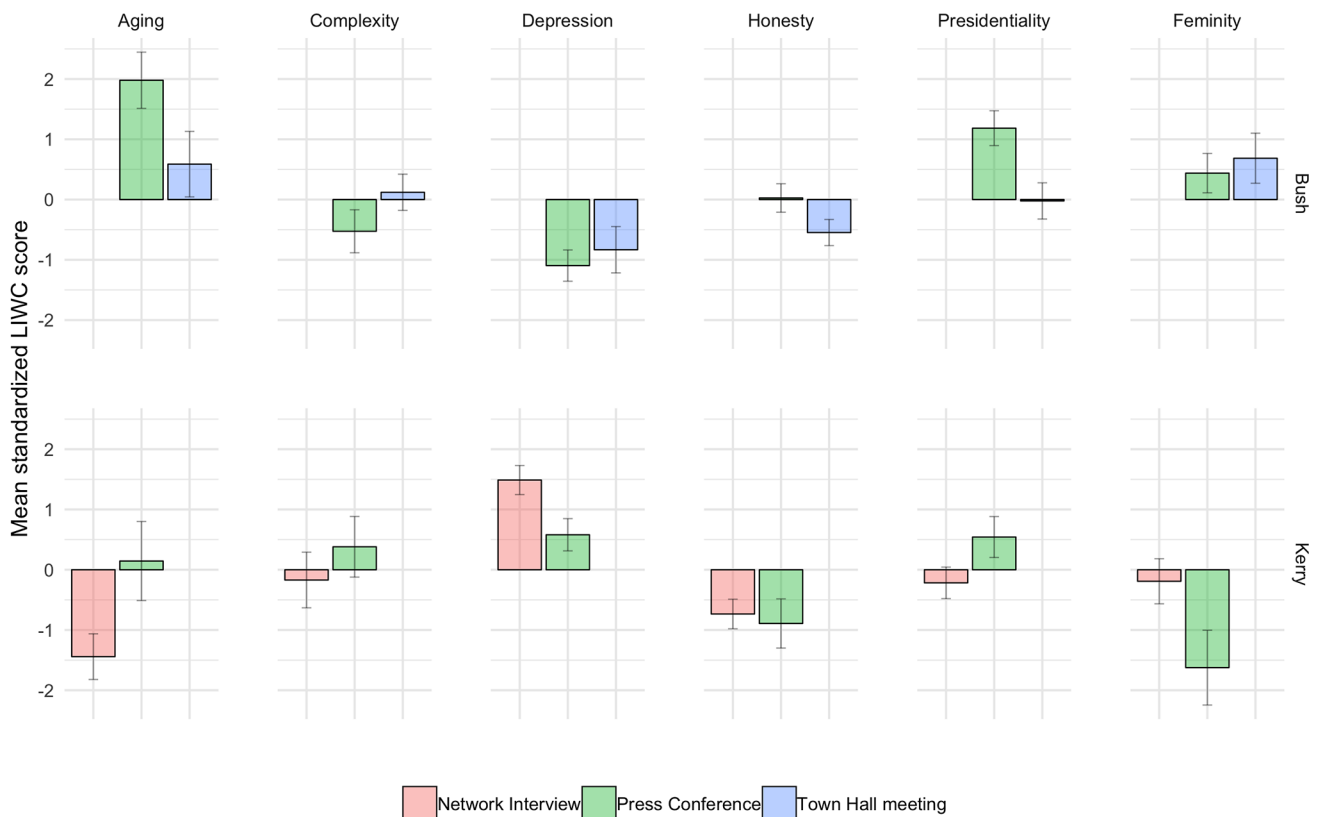 Aging Complexity Depression Honesty Presidentiality Feminity
Mean standardized LIWC score
2
1
0
-1
-2
Bush
2
1
0
-1
-2
Kerry
Network Interview Press Conference Town Hall meeting